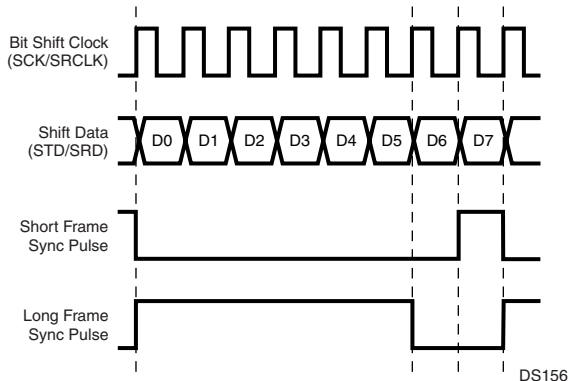 Bit Shift Clock
(SCK/SRCLK)
Shift Data
(STD/SRD)
D0 D1 D2 D3 D4 D5 D6 D7
Short Frame
Sync Pulse
Long Frame
Sync Pulse
DS156